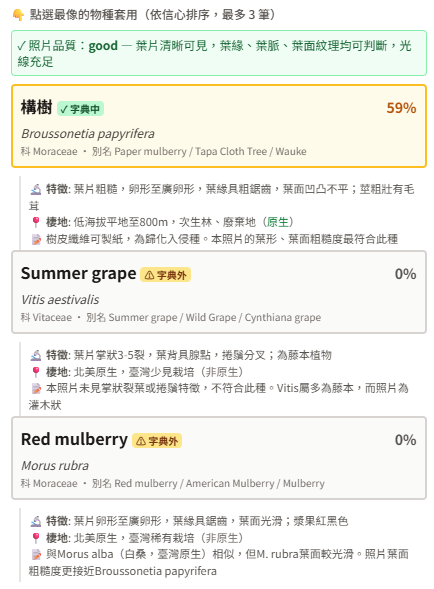 👇 點選最像的物種套用（依信心排序，最多 3 筆）
✓ 照片品質：good — 葉片清晰可見，葉緣、葉脈、葉面紋理均可判斷，光
線充足
構樹 ✓ 字典中 59%
Broussonetia papyrifera
科 Moraceae ・ 別名 Paper mulberry / Tapa Cloth Tree / Wauke
🔬 特徵: 葉片粗糙，卵形至廣卵形，葉緣具粗鋸齒，葉面凹凸不平；莖粗壯有毛
茸
📍 棲地: 低海拔平地至800m，次生林、廢棄地（原生）
📝 樹皮纖維可製紙，為歸化入侵種。本照片的葉形、葉面粗糙度最符合此種
Summer grape ⚠ 字典外 0%
Vitis aestivalis
科 Vitaceae ・ 別名 Summer grape / Wild Grape / Cynthiana grape
🔬 特徵: 葉片掌狀3-5裂，葉背具腺點，捲鬚分叉；為藤本植物
📍 棲地: 北美原生，臺灣少見栽培（非原生）
📝 本照片未見掌狀裂葉或捲鬚特徵，不符合此種。Vitis屬多為藤本，而照片為
灌木狀
Red mulberry ⚠ 字典外 0%
Morus rubra
科 Moraceae ・ 別名 Red mulberry / American Mulberry / Mulberry
🔬 特徵: 葉片卵形至廣卵形，葉緣具鋸齒，葉面光滑；漿果紅黑色
📍 棲地: 北美原生，臺灣稀有栽培（非原生）
📝 與Morus alba（白桑，臺灣原生）相似，但M. rubra葉面較光滑。照片葉面
粗糙度更接近Broussonetia papyrifera